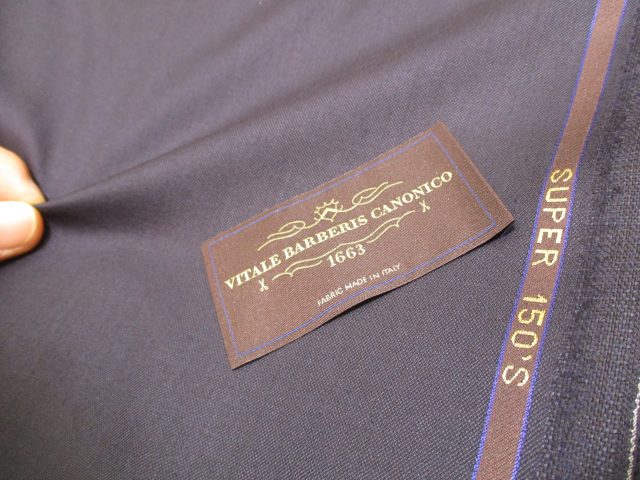 VITALE BARBERIS CANONICO
1663
FABRIC MADE IN ITALY
SUPER 150'S